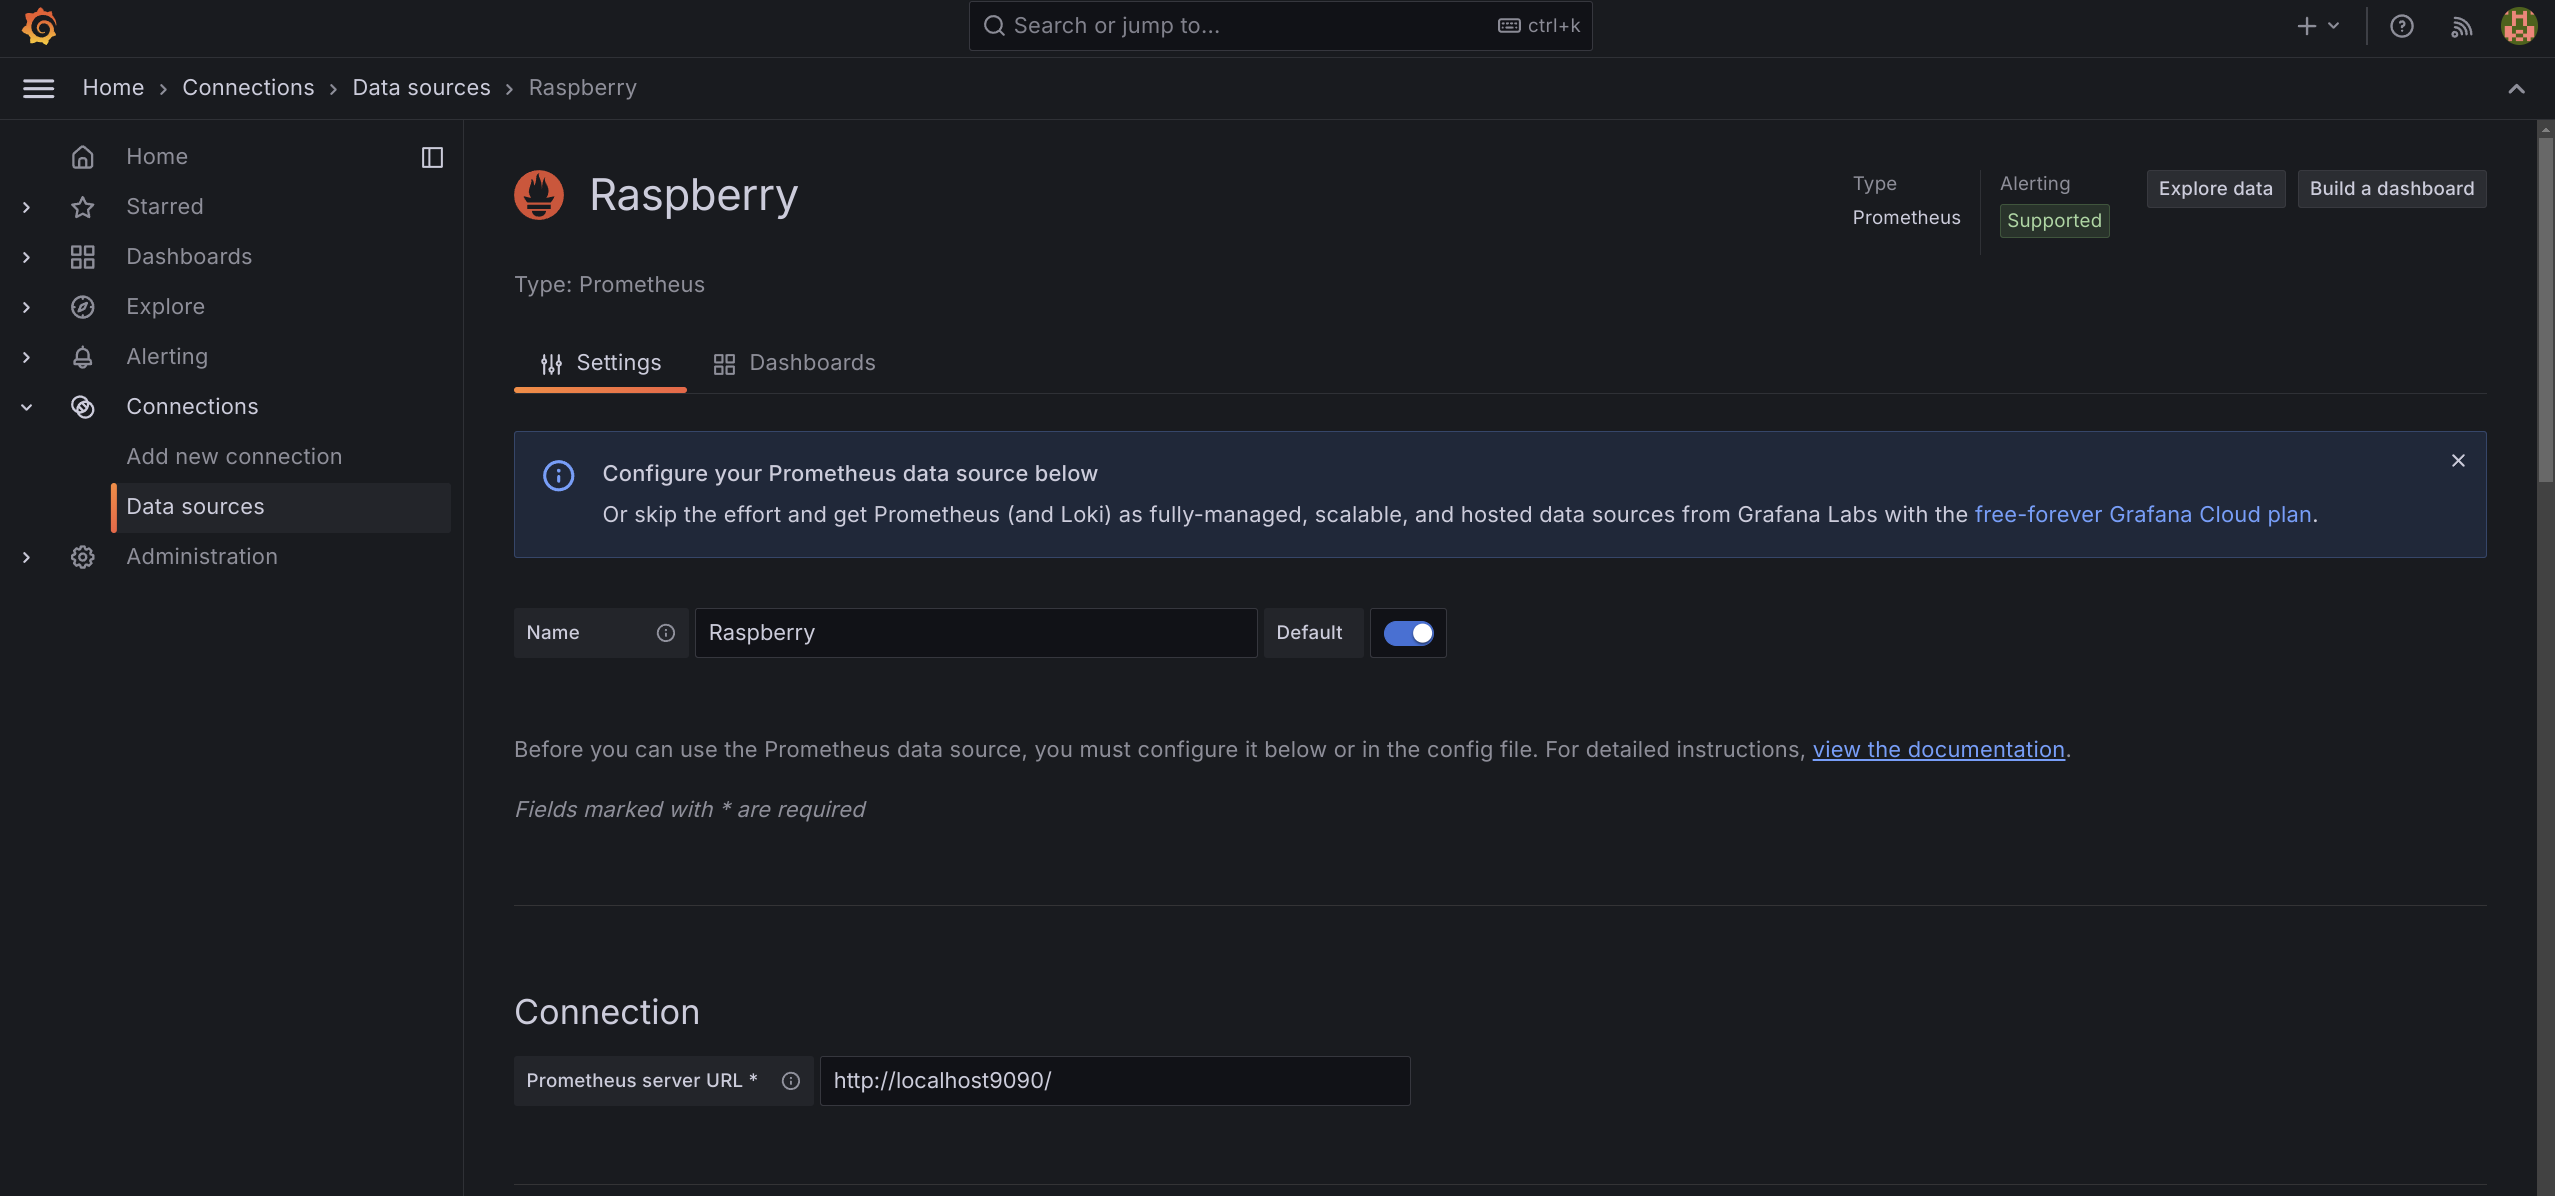 Search or jump to...
ctrl+k
Home
Connections
Data sources
Raspberry
Home
Starred
Dashboards
Explore
Alerting
Connections
Add new connection
Data sources
Administration
Raspberry
Type
Prometheus
Alerting
Supported
Explore data
Build a dashboard
Type: Prometheus
Settings
Dashboards
Configure your Prometheus data source below
Or skip the effort and get Prometheus (and Loki) as fully-managed, scalable, and hosted data sources from Grafana Labs with the free-forever Grafana Cloud plan.
Name
Raspberry
Default
Before you can use the Prometheus data source, you must configure it below or in the config file. For detailed instructions, view the documentation.
Fields marked with * are required
Connection
Prometheus server URL *
http://localhost9090/